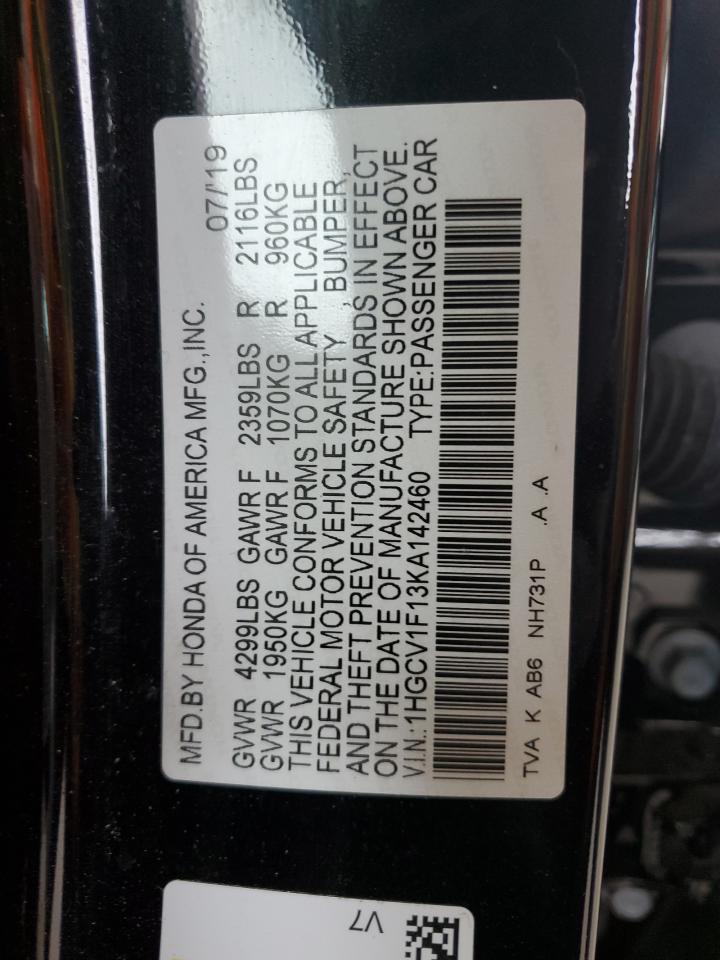 MFD.BY HONDA OF AMERICA MFG.,INC. 07/'19
GVWR 4299LBS GAWR F 2359LBS R 2116LBS
GVWR 1950KG GAWR F 1070KG R 960KG
THIS VEHICLE CONFORMS TO ALL APPLICABLE
FEDERAL MOTOR VEHICLE SAFETY , BUMPER,
AND THEFT PREVENTION STANDARDS IN EFFECT
ON THE DATE OF MANUFACTURE SHOWN ABOVE.
V.I.N.:1HGCV1F13KA142460 TYPE:PASSENGER CAR
TVA K AB6 NH731P .A .A
V7